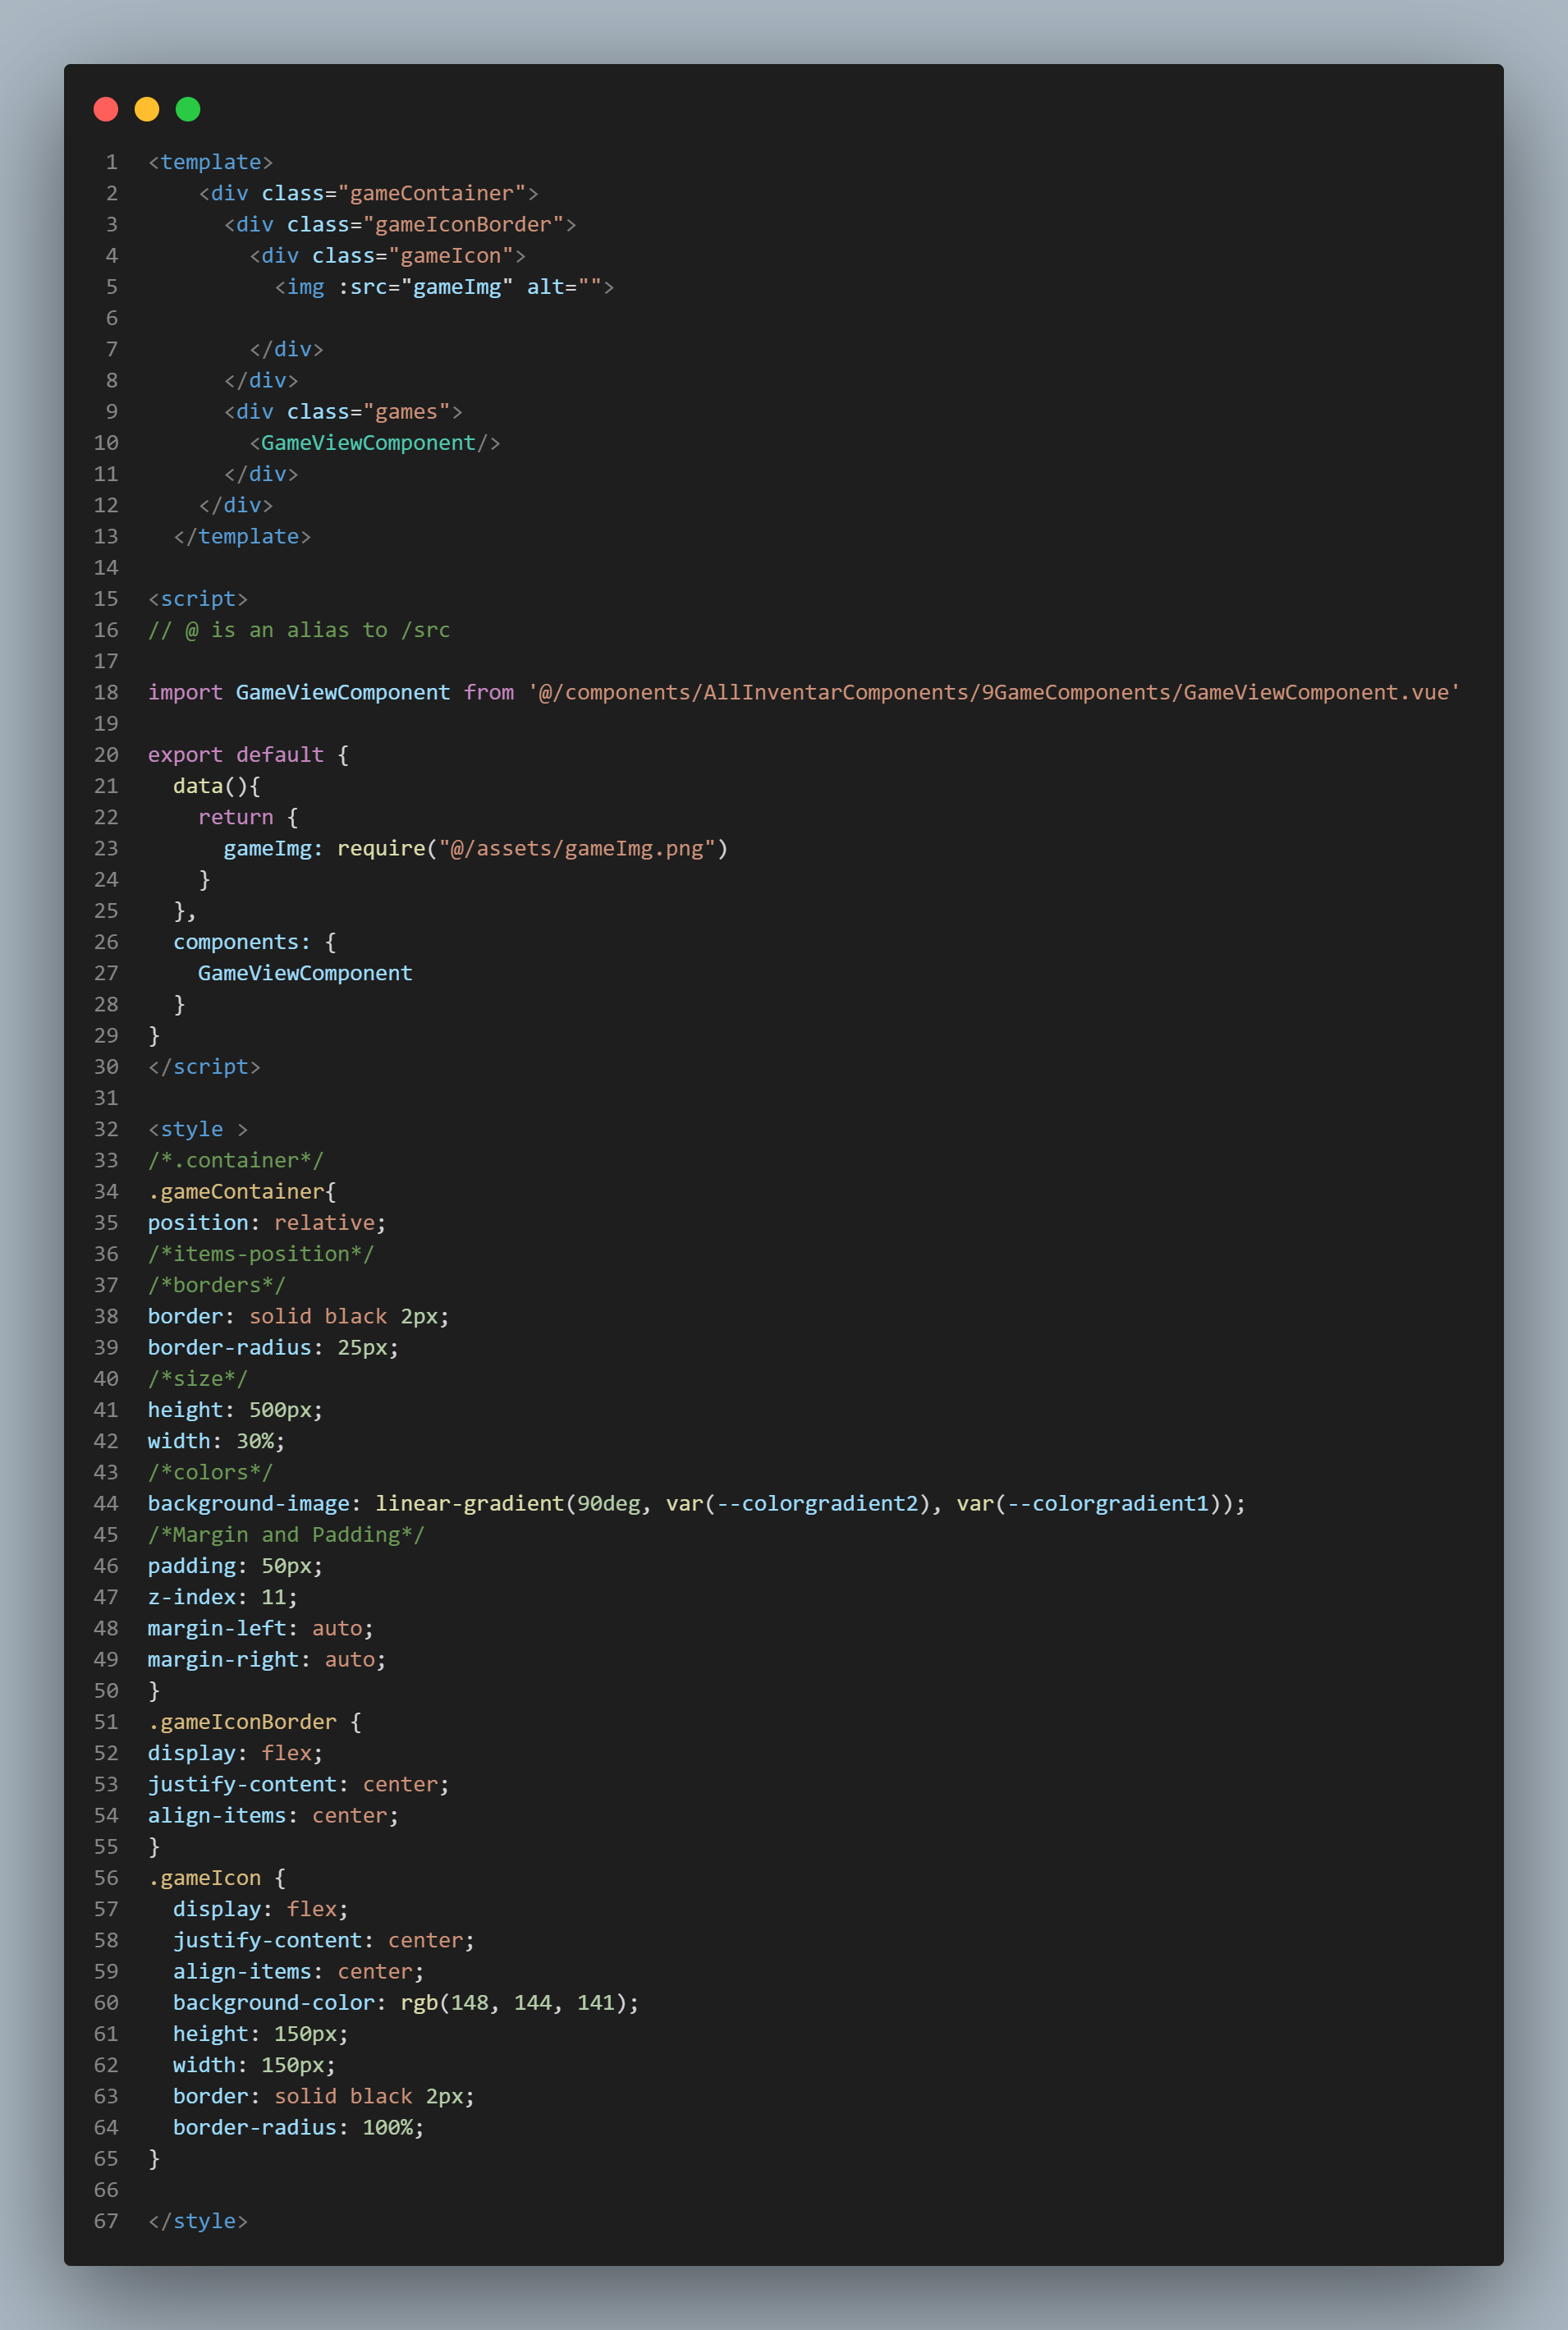 1 <template>
2     <div class="gameContainer">
3       <div class="gameIconBorder">
4         <div class="gameIcon">
5           <img :src="gameImg" alt="">
6
7         </div>
8       </div>
9       <div class="games">
10         <GameViewComponent/>
11       </div>
12     </div>
13   </template>
14
15 <script>
16 // @ is an alias to /src
17
18 import GameViewComponent from '@/components/AllInventarComponents/9GameComponents/GameViewComponent.vue'
19
20 export default {
21   data(){
22     return {
23       gameImg: require("@/assets/gameImg.png")
24     }
25   },
26   components: {
27     GameViewComponent
28   }
29 }
30 </script>
31
32 <style >
33 /*.container*/
34 .gameContainer{
35 position: relative;
36 /*items-position*/
37 /*borders*/
38 border: solid black 2px;
39 border-radius: 25px;
40 /*size*/
41 height: 500px;
42 width: 30%;
43 /*colors*/
44 background-image: linear-gradient(90deg, var(--colorgradient2), var(--colorgradient1));
45 /*Margin and Padding*/
46 padding: 50px;
47 z-index: 11;
48 margin-left: auto;
49 margin-right: auto;
50 }
51 .gameIconBorder {
52 display: flex;
53 justify-content: center;
54 align-items: center;
55 }
56 .gameIcon {
57   display: flex;
58   justify-content: center;
59   align-items: center;
60   background-color: rgb(148, 144, 141);
61   height: 150px;
62   width: 150px;
63   border: solid black 2px;
64   border-radius: 100%;
65 }
66
67 </style>